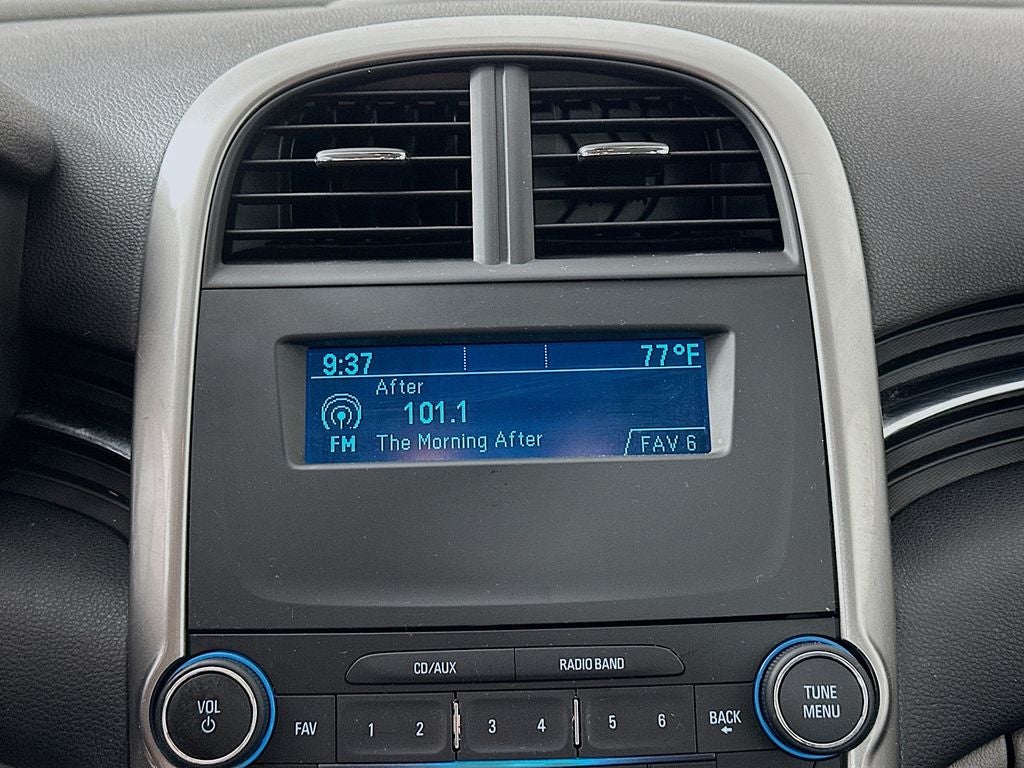 9:37 77°F
After
101.1
FM The Morning After FAV 6
CD/AUX RADIO BAND
VOL FAV 1 2 3 4 5 6 BACK TUNE
MENU